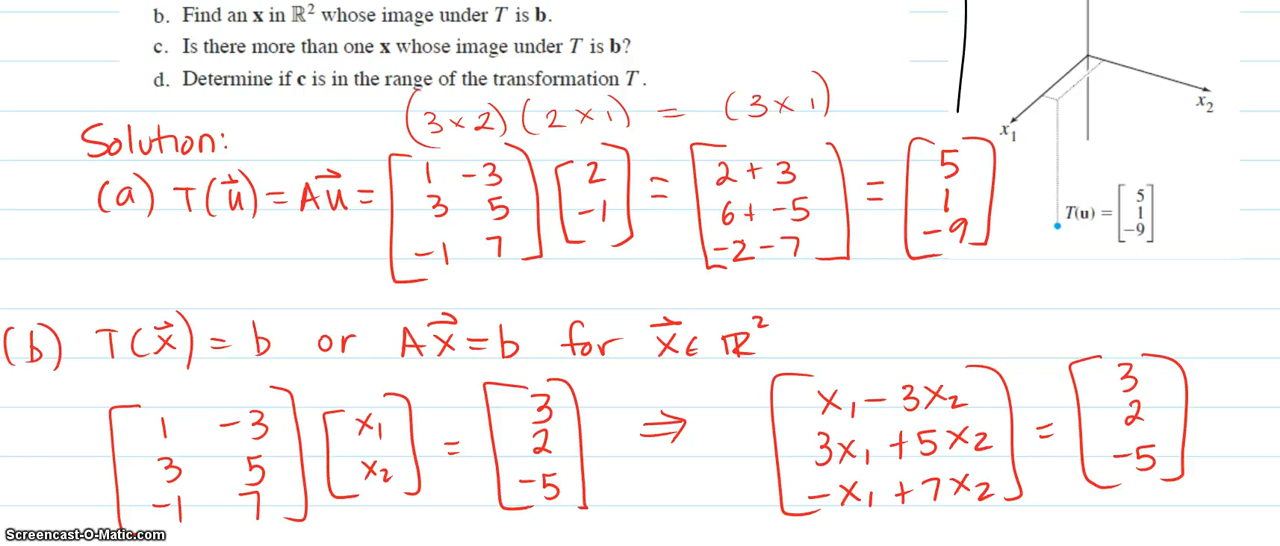 b. Find an x in ℝ² whose image under T is b.
c. Is there more than one x whose image under T is b?
d. Determine if c is in the range of the transformation T.
x₂
x₁
(3 × 2) (2 × 1) = (3 × 1)
Solution:
(a) T(u⃗) = Au⃗ = [1 -3; 3 5; -1 7] [2; -1] = [2 + 3; 6 + -5; -2 - 7] = [5; 1; -9]
T(u) = [5; 1; -9]
(b) T(x⃗) = b or Ax⃗ = b for x⃗ ∈ ℝ²
[1 -3; 3 5; -1 7] [x₁; x₂] = [3; 2; -5] ⇒ [x₁ - 3x₂; 3x₁ + 5x₂; -x₁ + 7x₂] = [3; 2; -5]
Screencast-O-Matic.com